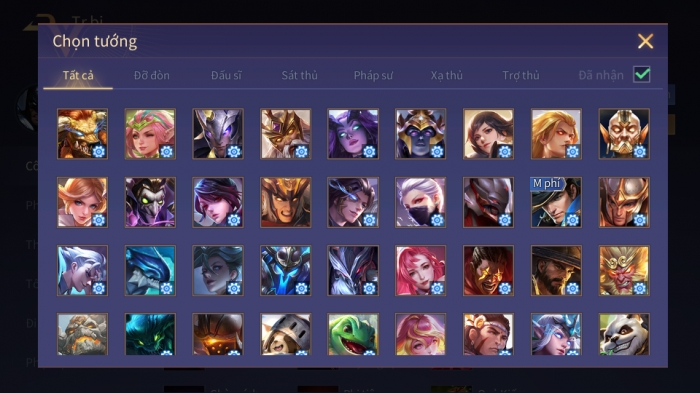 Chọn tướng
Tất cả Đỡ đòn Đấu sĩ Sát thủ Pháp sư Xạ thủ Trợ thủ Đã nhận
M phí